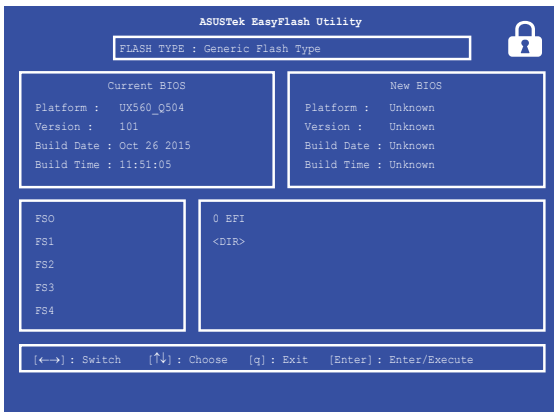 ASUSTek EasyFlash Utility
FLASH TYPE : Generic Flash Type
Current BIOS
Platform : UX560_Q504
Version : 101
Build Date : Oct 26 2015
Build Time : 11:51:05
New BIOS
Platform : Unknown
Version : Unknown
Build Date : Unknown
Build Time : Unknown
FSO
FS1
FS2
FS3
FS4
0 EFI
<DIR>
[←→] : Switch [↑↓] : Choose [q] : Exit [Enter] : Enter/Execute